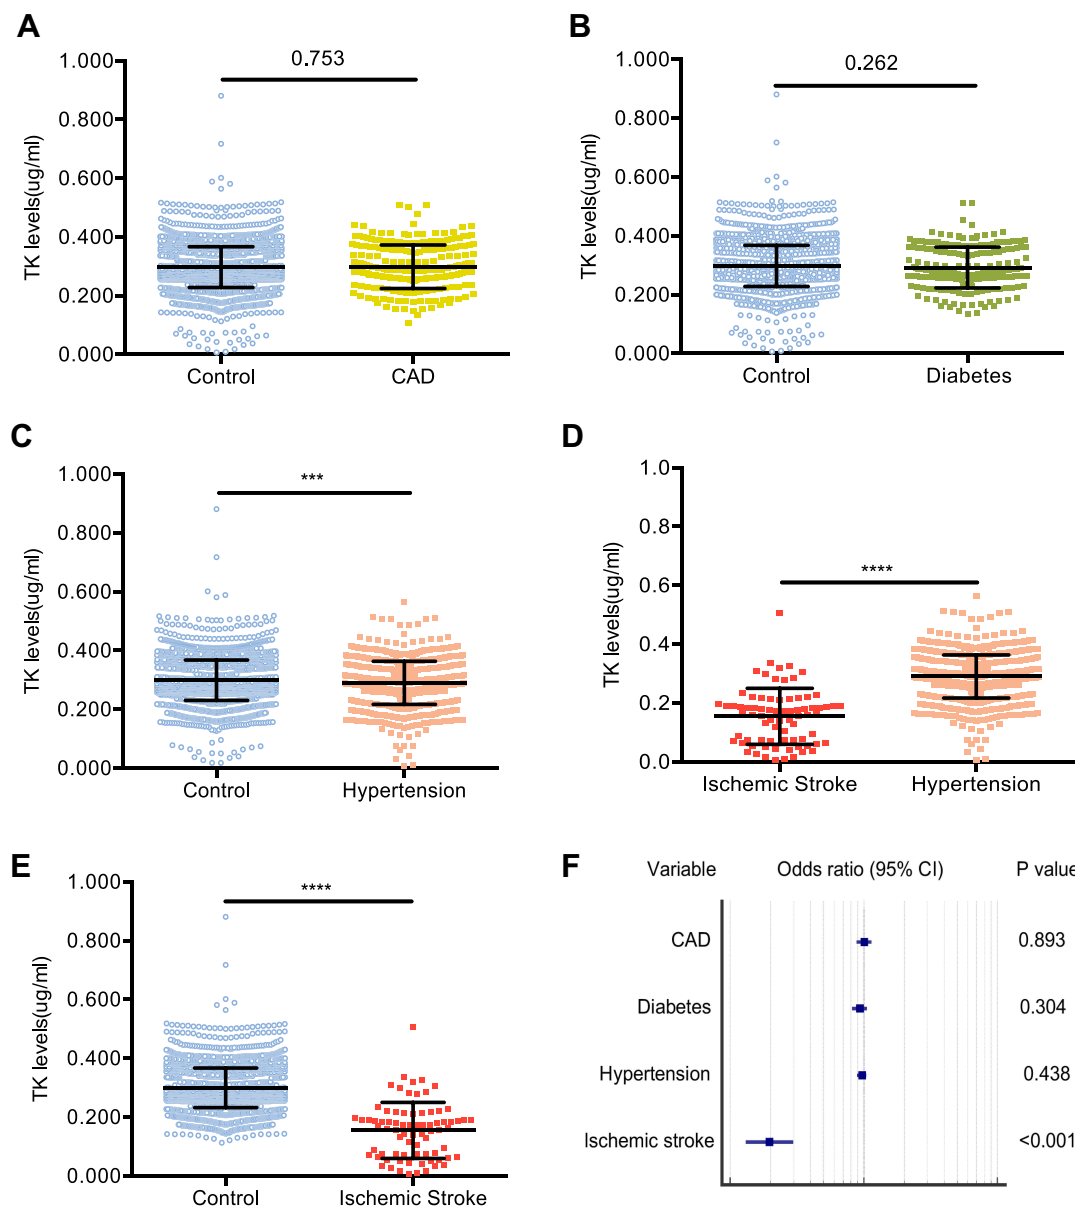 A
0.753
1.000
0.800
0.600
0.400
0.200
0.000
TK levels(ug/ml)
Control CAD
B
0.262
1.000
0.800
0.600
0.400
0.200
0.000
TK levels(ug/ml)
Control Diabetes
C
***
1.000
0.800
0.600
0.400
0.200
0.000
TK levels(ug/ml)
Control Hypertension
D
****
1.0
0.8
0.6
0.4
0.2
0.0
TK levels(ug/ml)
Ischemic Stroke Hypertension
E
****
1.000
0.800
0.600
0.400
0.200
0.000
TK levels(ug/ml)
Control Ischemic Stroke
F
Variable Odds ratio (95% CI) P value
CAD 0.893
Diabetes 0.304
Hypertension 0.438
Ischemic stroke <0.001